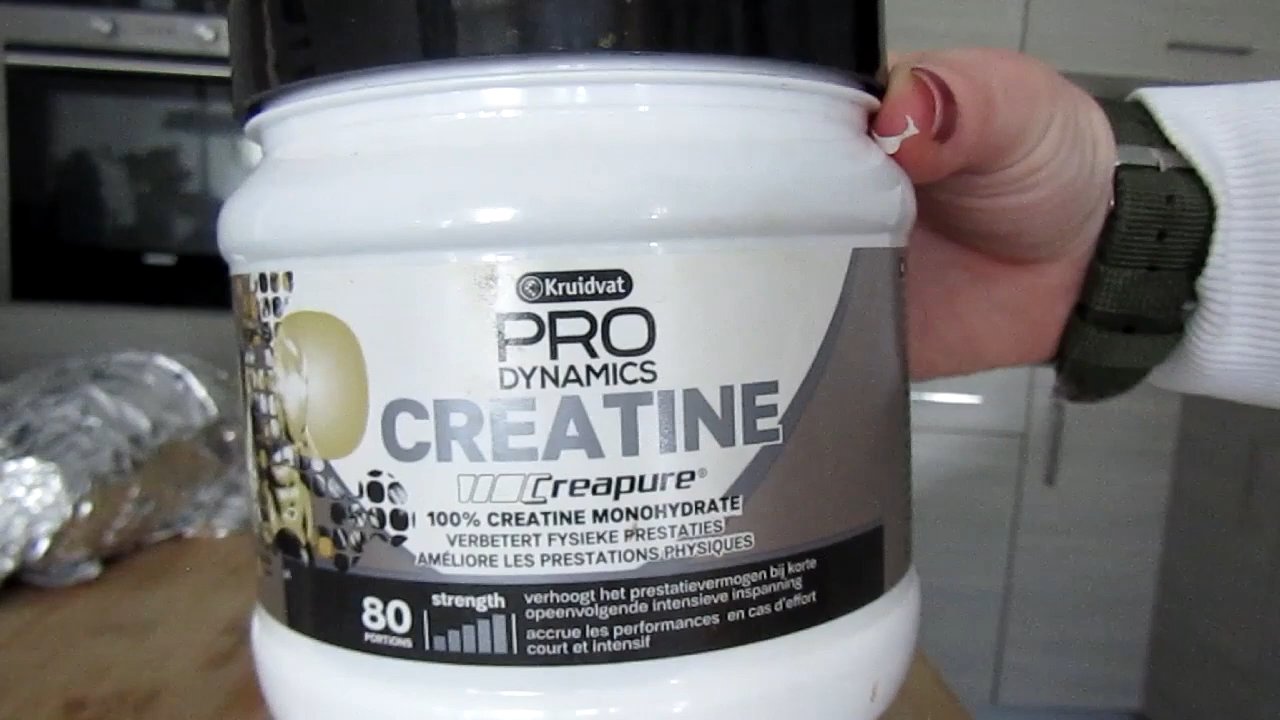 Kruidvat
PRO
DYNAMICS
CREATINE
Creapure®
100% CREATINE MONOHYDRATE
VERBETERT FYSIEKE PRESTATIES
AMÉLIORE LES PRESTATIONS PHYSIQUES
80
PORTIONS
strength
verhoogt het prestatievermogen bij korte
opeenvolgende intensieve inspanning
accrue les performances en cas d'effort
court et intensif